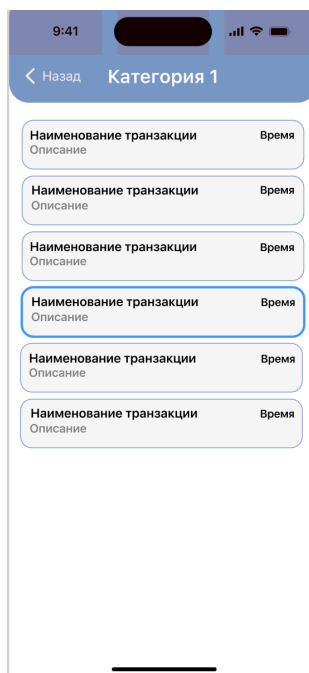 9:41
Назад Категория 1
Наименование транзакции Время
Описание
Наименование транзакции Время
Описание
Наименование транзакции Время
Описание
Наименование транзакции Время
Описание
Наименование транзакции Время
Описание
Наименование транзакции Время
Описание